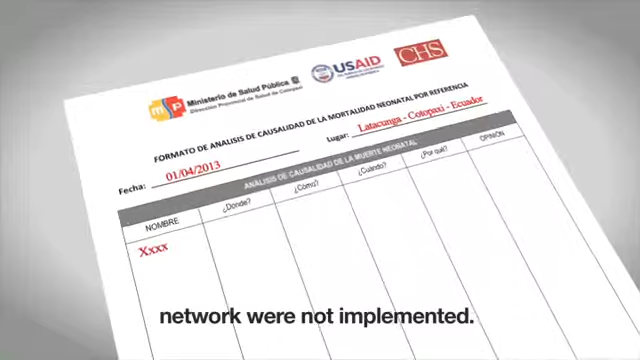 Ministerio de Salud Pública
Dirección Provincial de Salud de Cotopaxi
USAID
CHS
FORMATO DE ANALISIS DE CAUSALIDAD DE LA MORTALIDAD NEONATAL POR REFERENCIA
Fecha: 01/04/2013
Lugar: Latacunga - Cotopaxi - Ecuador
ANÁLISIS DE CAUSALIDAD DE LA MUERTE NEONATAL
NOMBRE ¿Dónde? ¿Cómo? ¿Cuándo? ¿Por qué? OPINIÓN
Xxxx
network were not implemented.